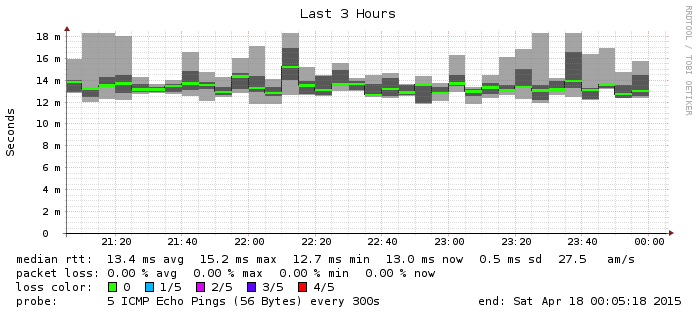 Last 3 Hours
RRDTOOL / TOBI OETIKER
Seconds
18 m
16 m
14 m
12 m
10 m
8 m
6 m
4 m
2 m
0
21:20 21:40 22:00 22:20 22:40 23:00 23:20 23:40 00:00
median rtt: 13.4 ms avg 15.2 ms max 12.7 ms min 13.0 ms now 0.5 ms sd 27.5 am/s
packet loss: 0.00 % avg 0.00 % max 0.00 % min 0.00 % now
loss color: 0 1/5 2/5 3/5 4/5
probe: 5 ICMP Echo Pings (56 Bytes) every 300s end: Sat Apr 18 00:05:18 2015